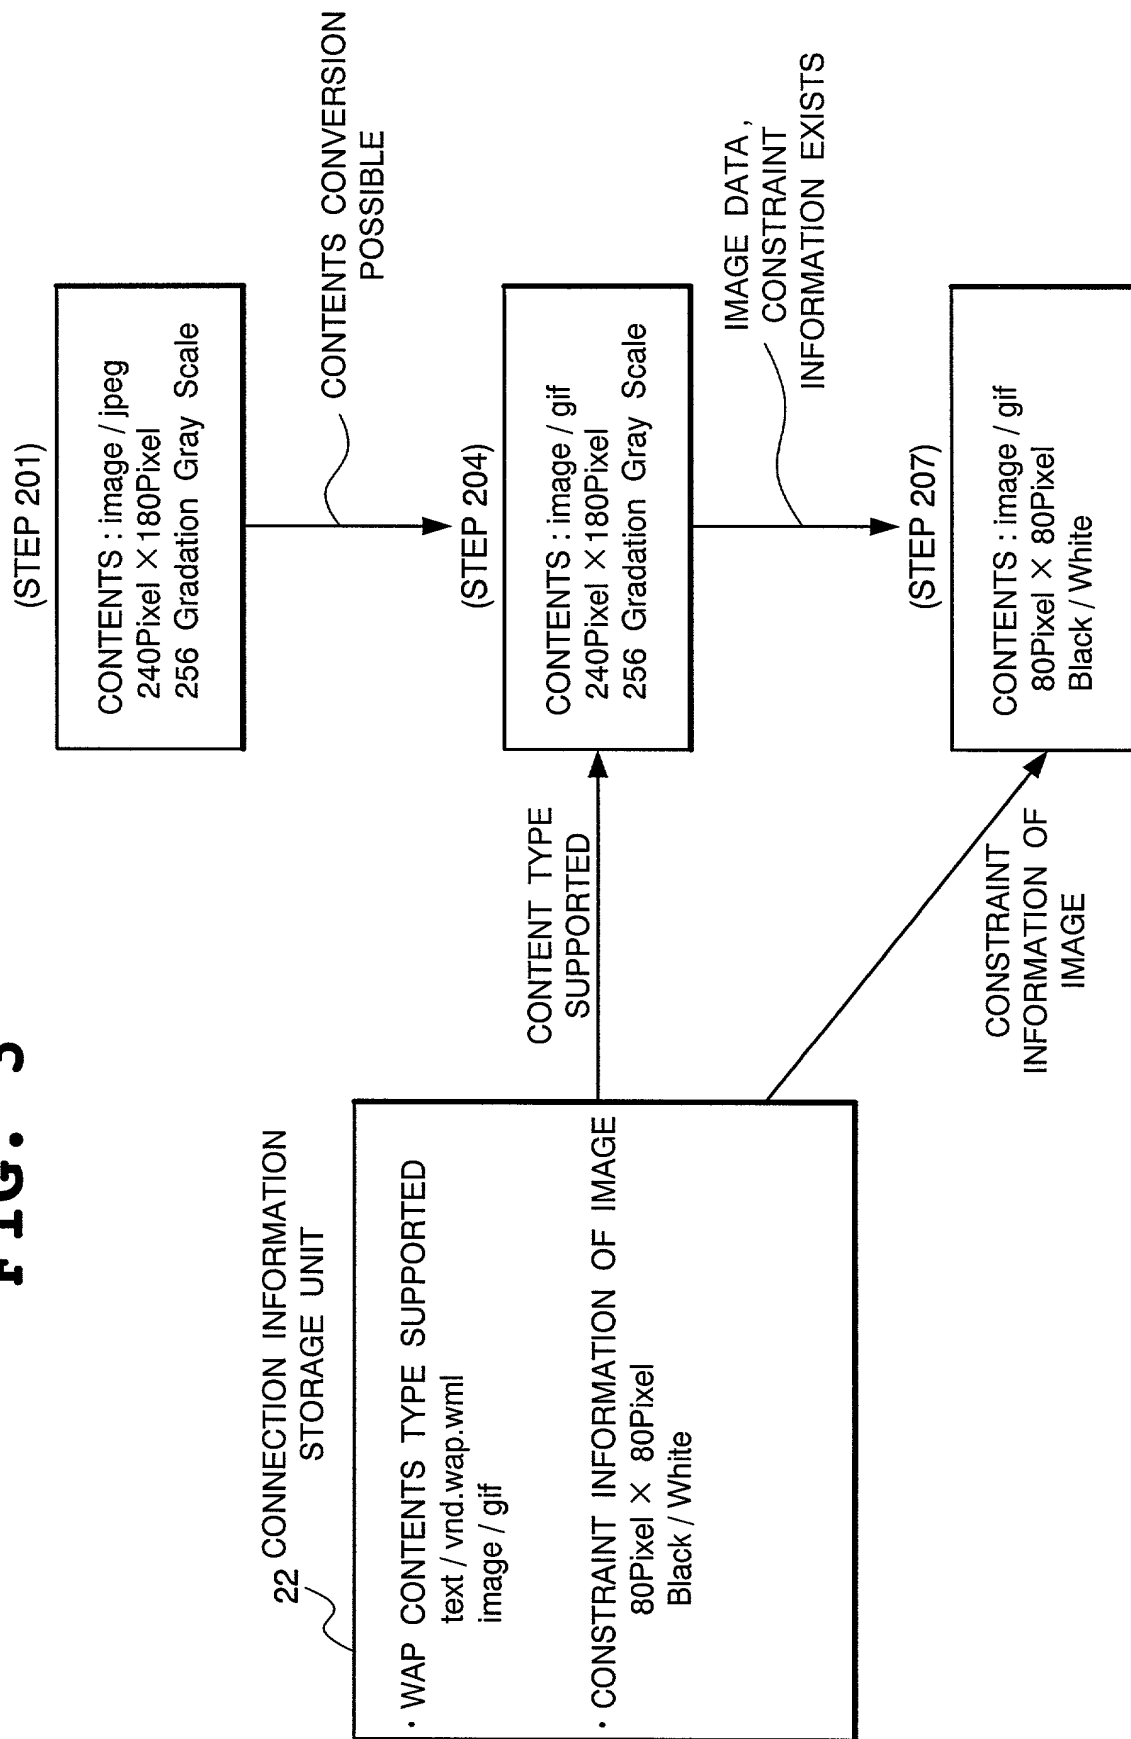 FIG. 3
22 CONNECTION INFORMATION
STORAGE UNIT
· WAP CONTENTS TYPE SUPPORTED
text / vnd.wap.wml
image / gif
· CONSTRAINT INFORMATION OF IMAGE
80Pixel × 80Pixel
Black / White
CONTENT TYPE
SUPPORTED
CONSTRAINT
INFORMATION OF
IMAGE
(STEP 201)
CONTENTS : image / jpeg
240Pixel ×180Pixel
256 Gradation Gray Scale
CONTENTS CONVERSION
POSSIBLE
(STEP 204)
CONTENTS : image / gif
240Pixel ×180Pixel
256 Gradation Gray Scale
IMAGE DATA ,
CONSTRAINT
INFORMATION EXISTS
(STEP 207)
CONTENTS : image / gif
80Pixel × 80Pixel
Black / White